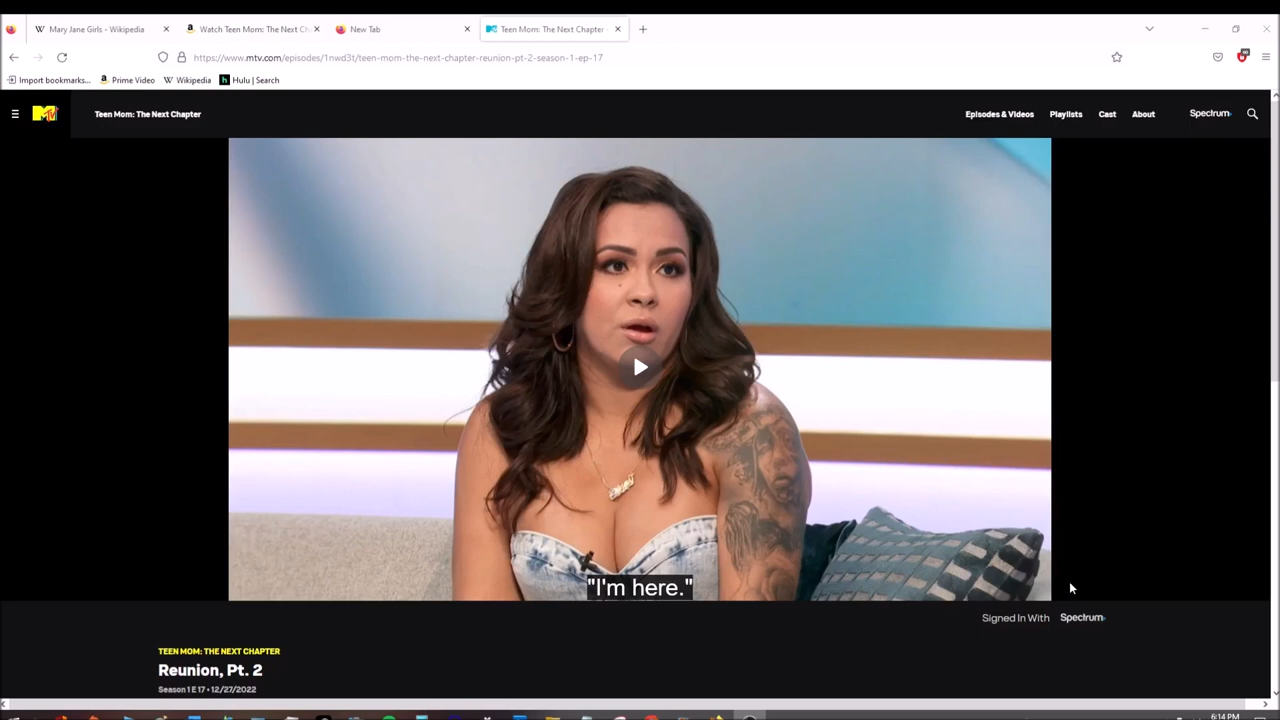 Mary Jane Girls - Wikipedia
Watch Teen Mom: The Next Ch
New Tab
Teen Mom: The Next Chapter -
https://www.mtv.com/episodes/1nwd3t/teen-mom-the-next-chapter-reunion-pt-2-season-1-ep-17
Import bookmarks... Prime Video Wikipedia Hulu | Search
Teen Mom: The Next Chapter
Episodes & Videos Playlists Cast About Spectrum
"I'm here."
Signed In With Spectrum
TEEN MOM: THE NEXT CHAPTER
Reunion, Pt. 2
Season 1 E 17 • 12/27/2022
6:14 PM